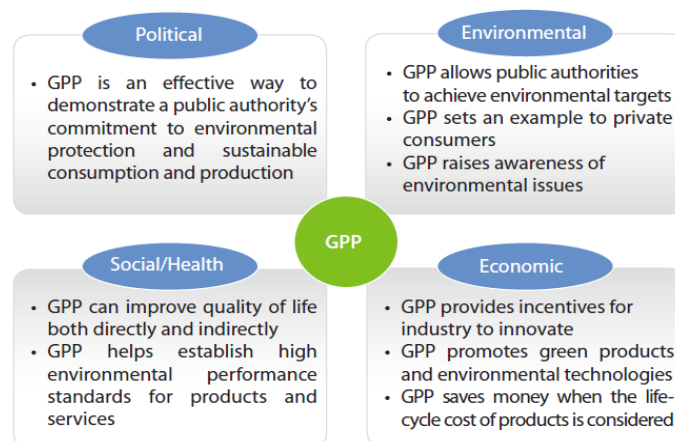 Political
• GPP is an effective way to
demonstrate a public authority's
commitment to environmental
protection and sustainable
consumption and production
Environmental
• GPP allows public authorities
to achieve environmental targets
• GPP sets an example to private
consumers
• GPP raises awareness of
environmental issues
GPP
Social/Health
• GPP can improve quality of life
both directly and indirectly
• GPP helps establish high
environmental performance
standards for products and
services
Economic
• GPP provides incentives for
industry to innovate
• GPP promotes green products
and environmental technologies
• GPP saves money when the life-
cycle cost of products is considered